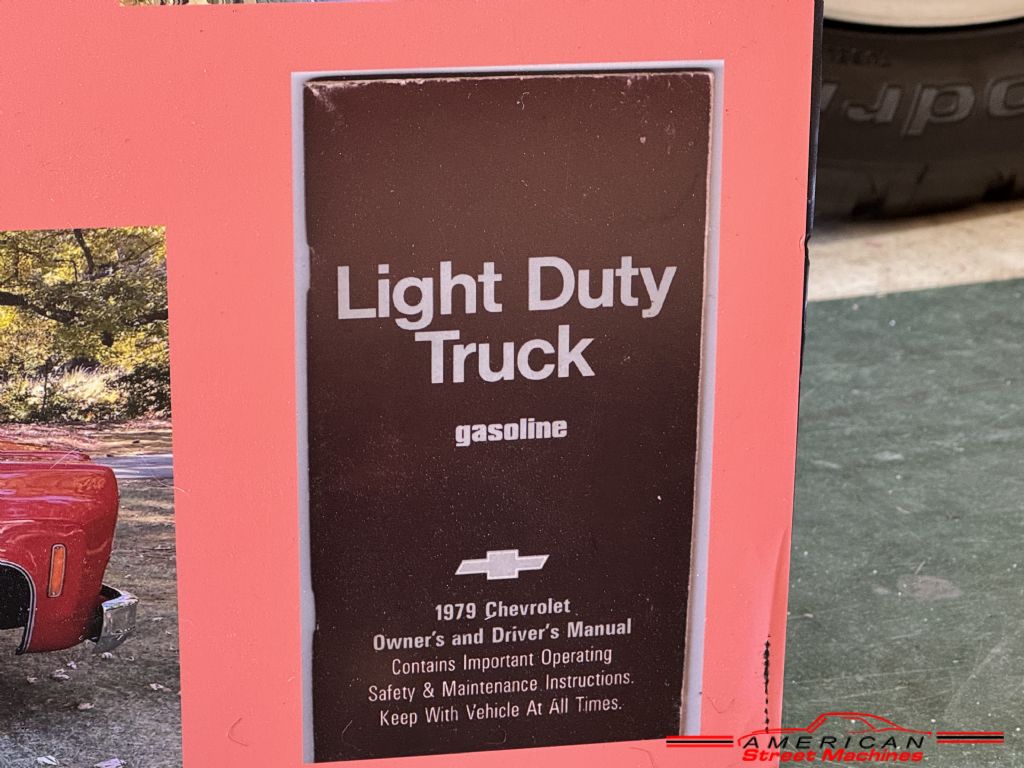 Light Duty
Truck
gasoline
1979 Chevrolet
Owner's and Driver's Manual
Contains Important Operating
Safety & Maintenance Instructions.
Keep With Vehicle At All Times.
AMERICAN
Street Machines